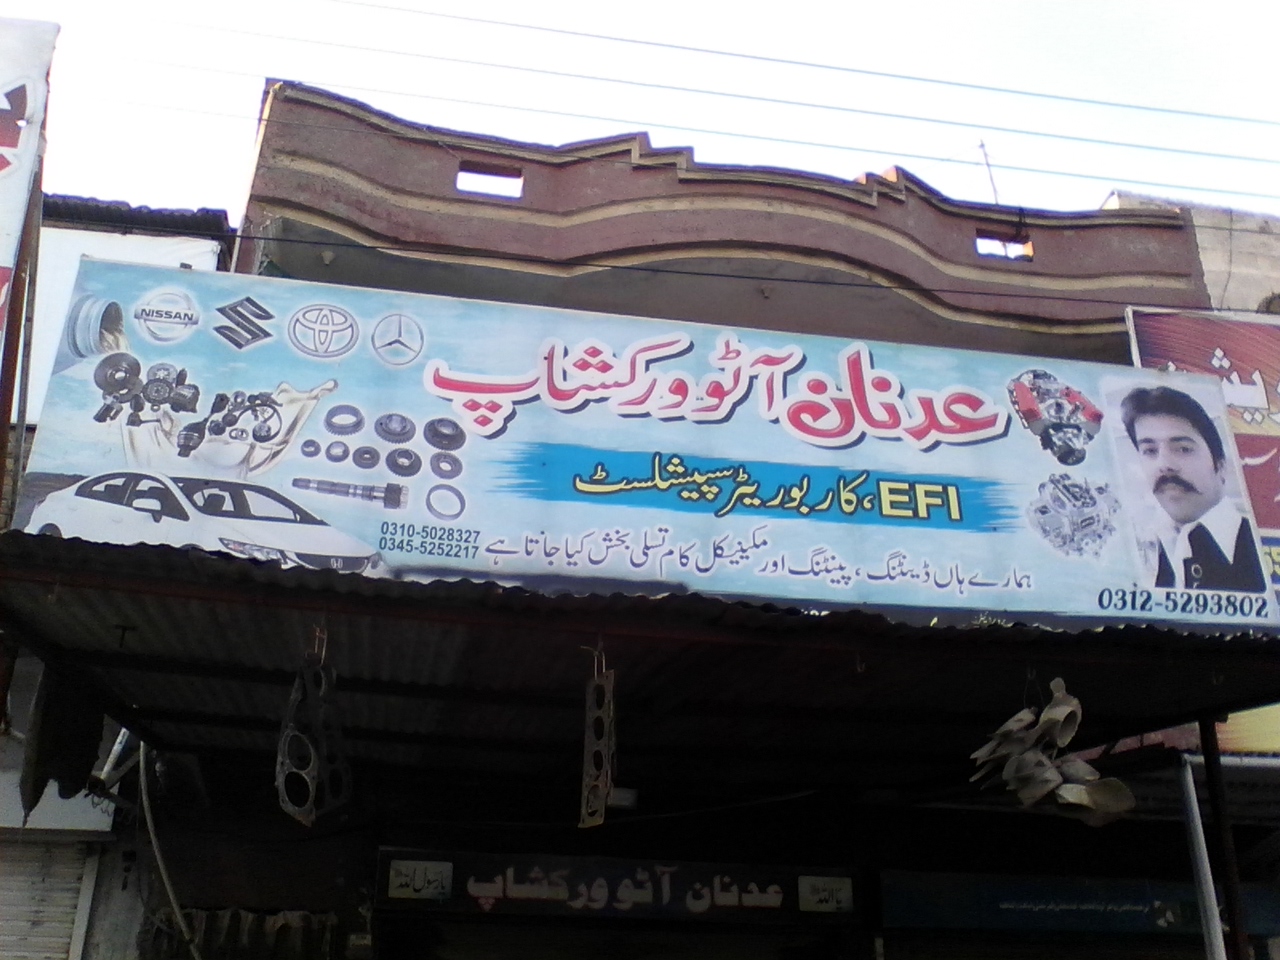 NISSAN
عدنان آٹو ورکشاپ
EFI، کاربوریٹر سپیشلسٹ
ہمارے ہاں ڈینٹنگ، پینٹنگ اور مکینیکل کام تسلی بخش کیا جاتا ہے
0310-5028327
0345-5252217
0312-5293802
یا اللہ
عدنان آٹو ورکشاپ
یا رسول اللہ